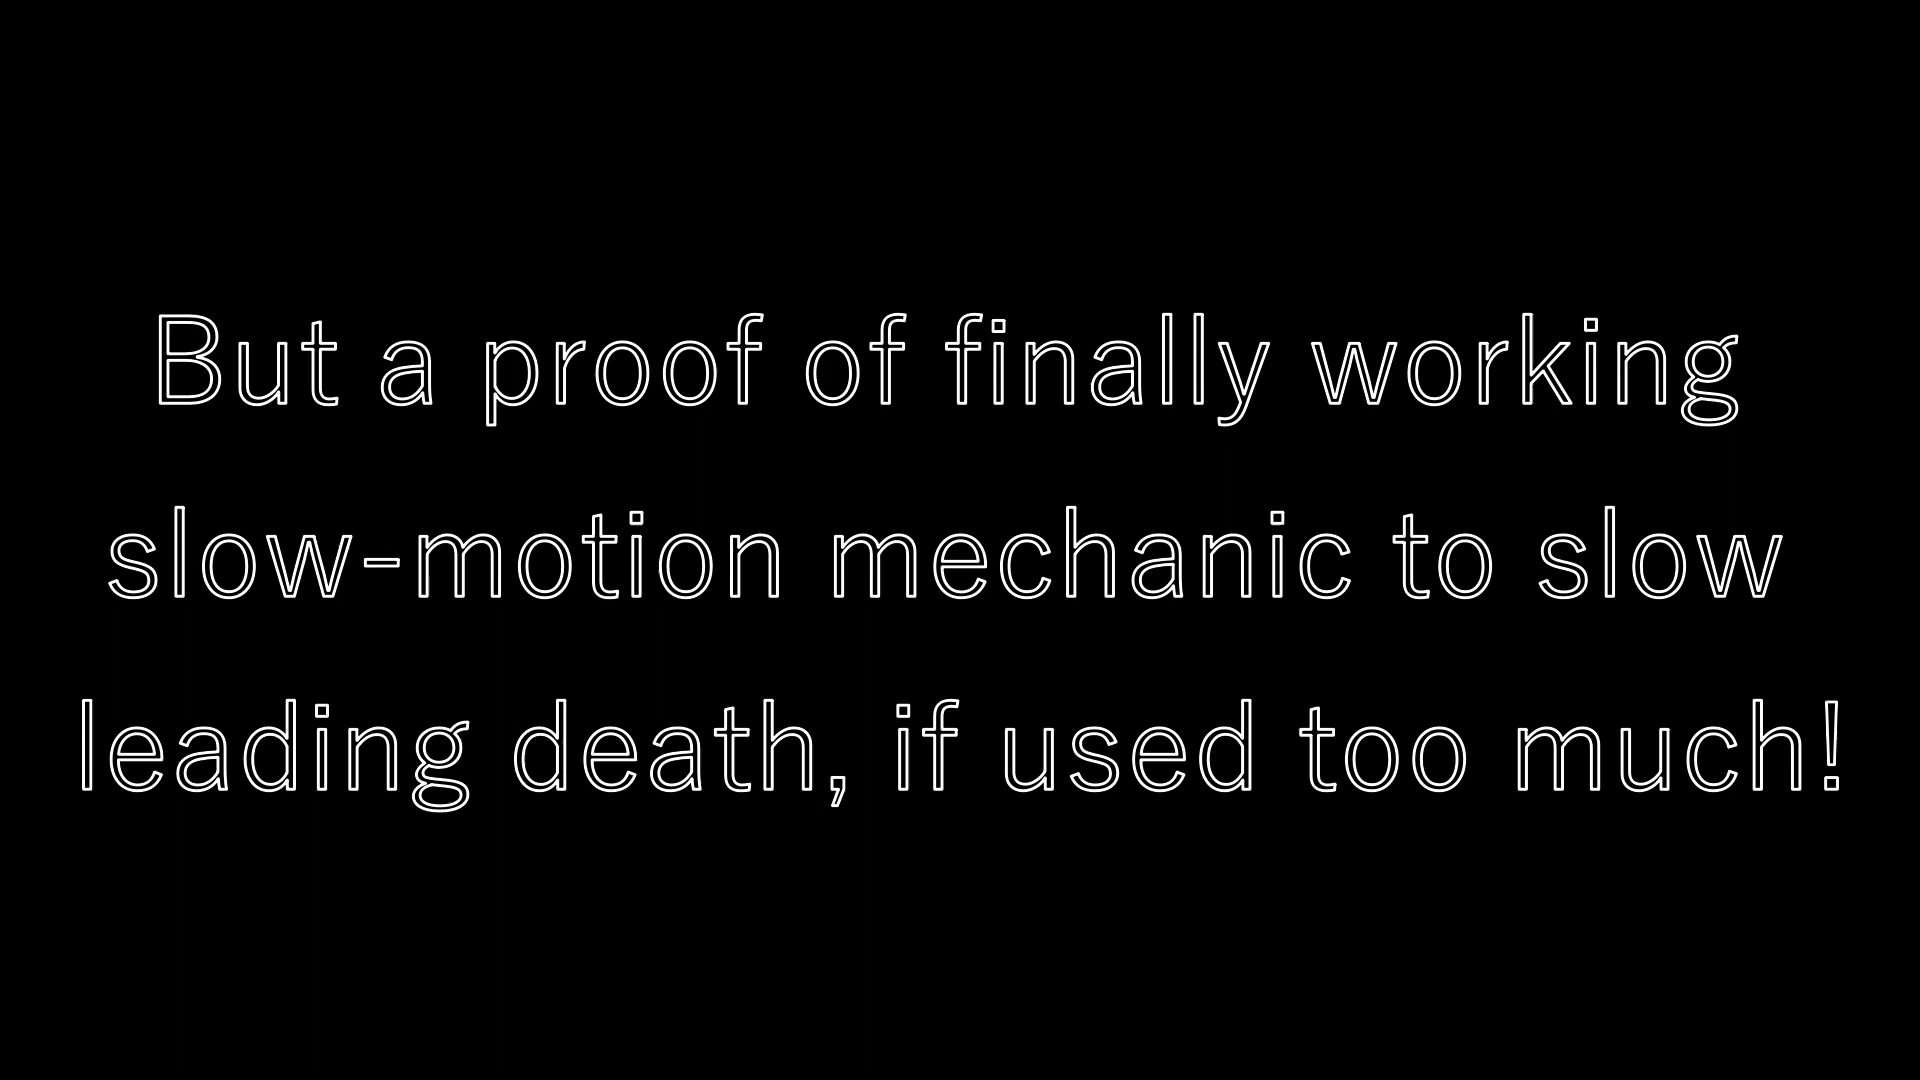 But a proof of finally working
slow-motion mechanic to slow
leading death, if used too much!